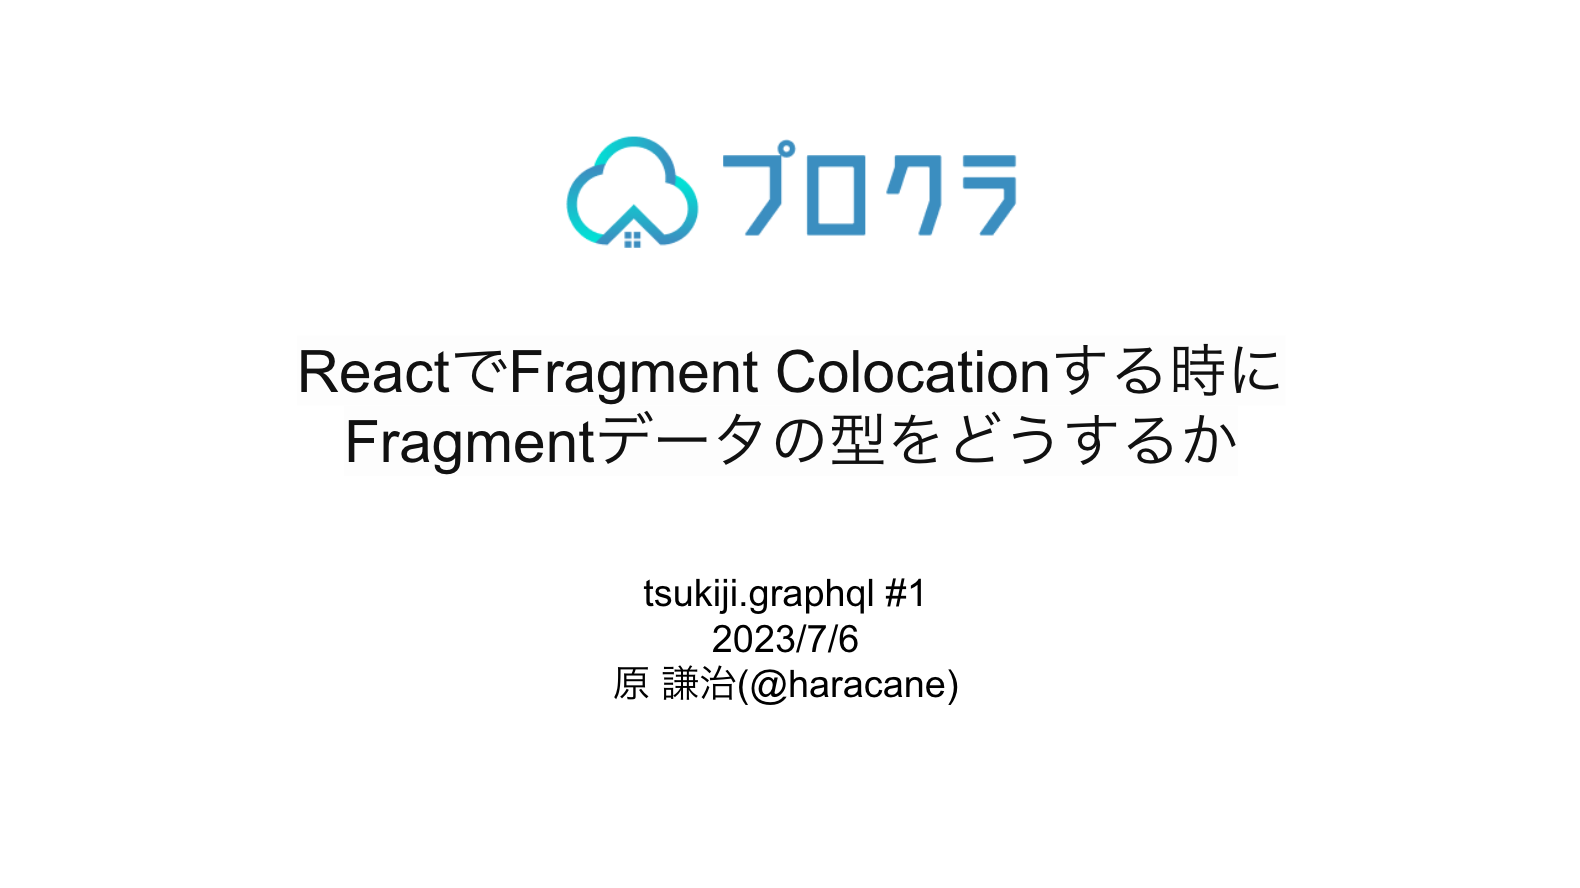 プロクラ
ReactでFragment Colocationする時に
Fragmentデータの型をどうするか
tsukiji.graphql #1
2023/7/6
原 謙治(@haracane)